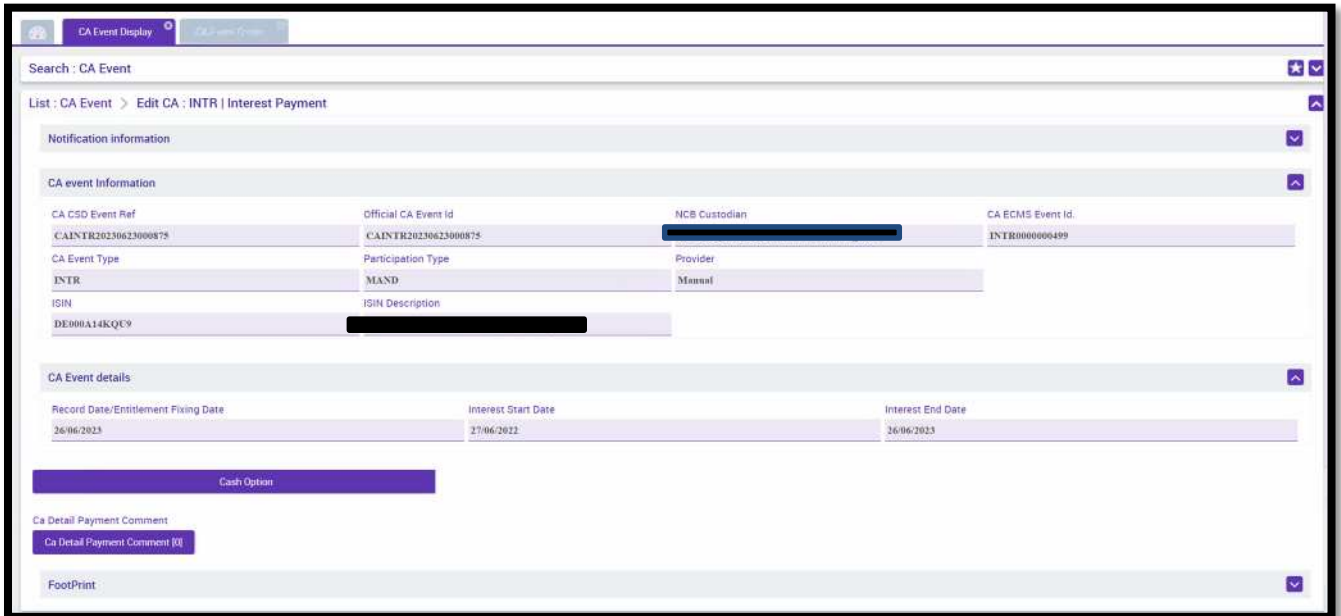 CA Event Display
Search : CA Event
List : CA Event > Edit CA : INTR | Interest Payment
Notification information
CA event Information
CA CSD Event Ref Official CA Event Id NCB Custodian CA ECMS Event Id.
CAINTR20230623000875 CAINTR20230623000875 INTR0000000499
CA Event Type Participation Type Provider
INTR MAND Manual
ISIN ISIN Description
DE000A14KQU9
CA Event details
Record Date/Entitlement Fixing Date Interest Start Date Interest End Date
26/06/2023 27/06/2022 26/06/2023
Cash Option
Ca Detail Payment Comment
Ca Detail Payment Comment [0]
FootPrint